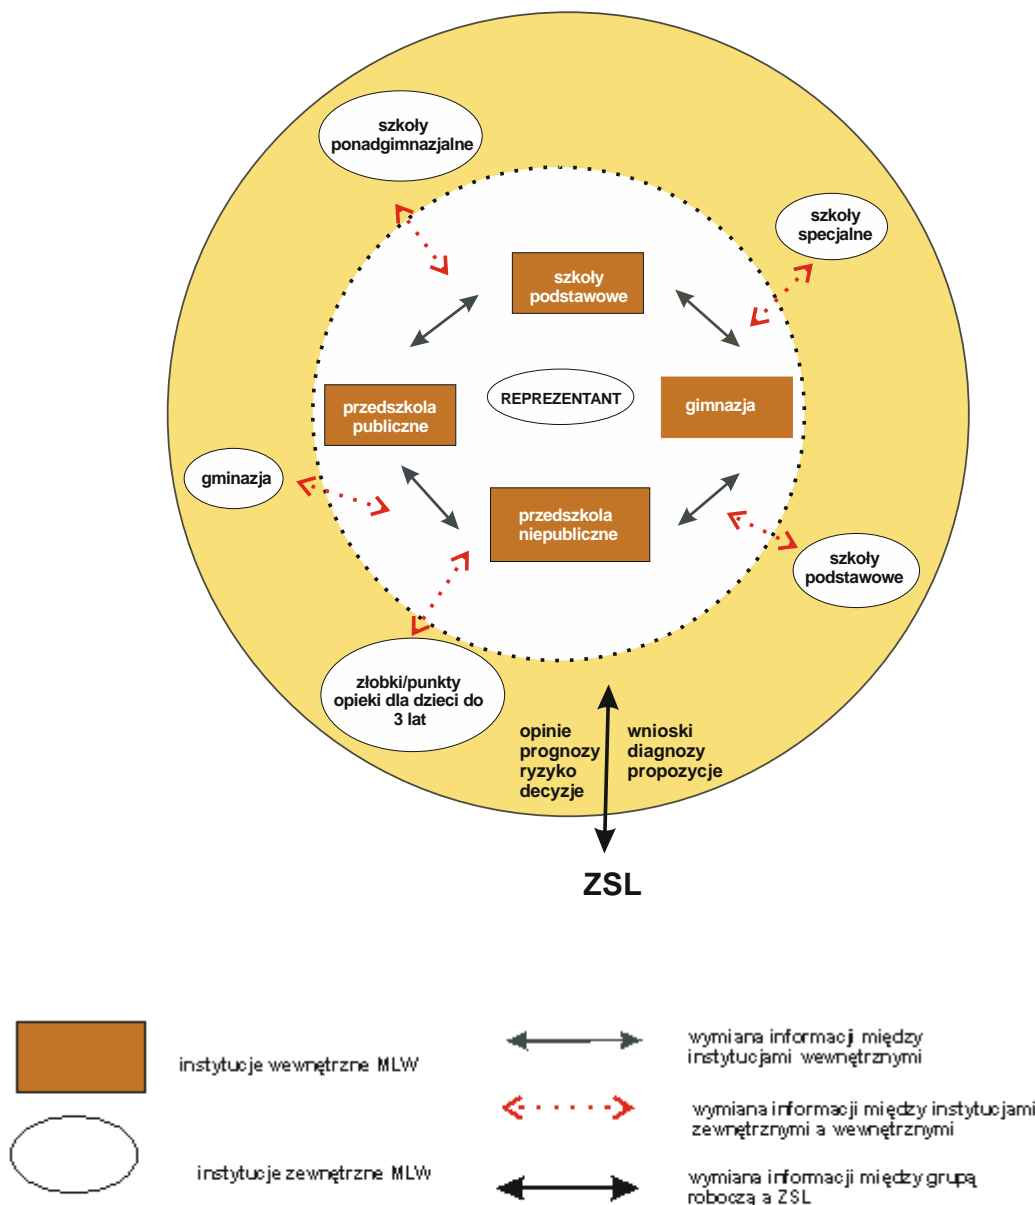 szkoły
ponadgimnazjalne
szkoły
specjalne
szkoły
podstawowe
przedszkola
publiczne
REPREZENTANT
gimnazja
gminazja
przedszkola
niepubliczne
szkoły
podstawowe
złobki/punkty
opieki dla dzieci do
3 lat
opinie
prognozy
ryzyko
decyzje
wnioski
diagnozy
propozycje
ZSL
instytucje wewnętrzne MLW
wymiana informacji między
instytucjami wewnętrznymi
wymiana informacji między instytucjami
zewnętrznymi a wewnętrznymi
instytucje zewnętrzne MLW
wymiana informacji między grupą
roboczą a ZSL